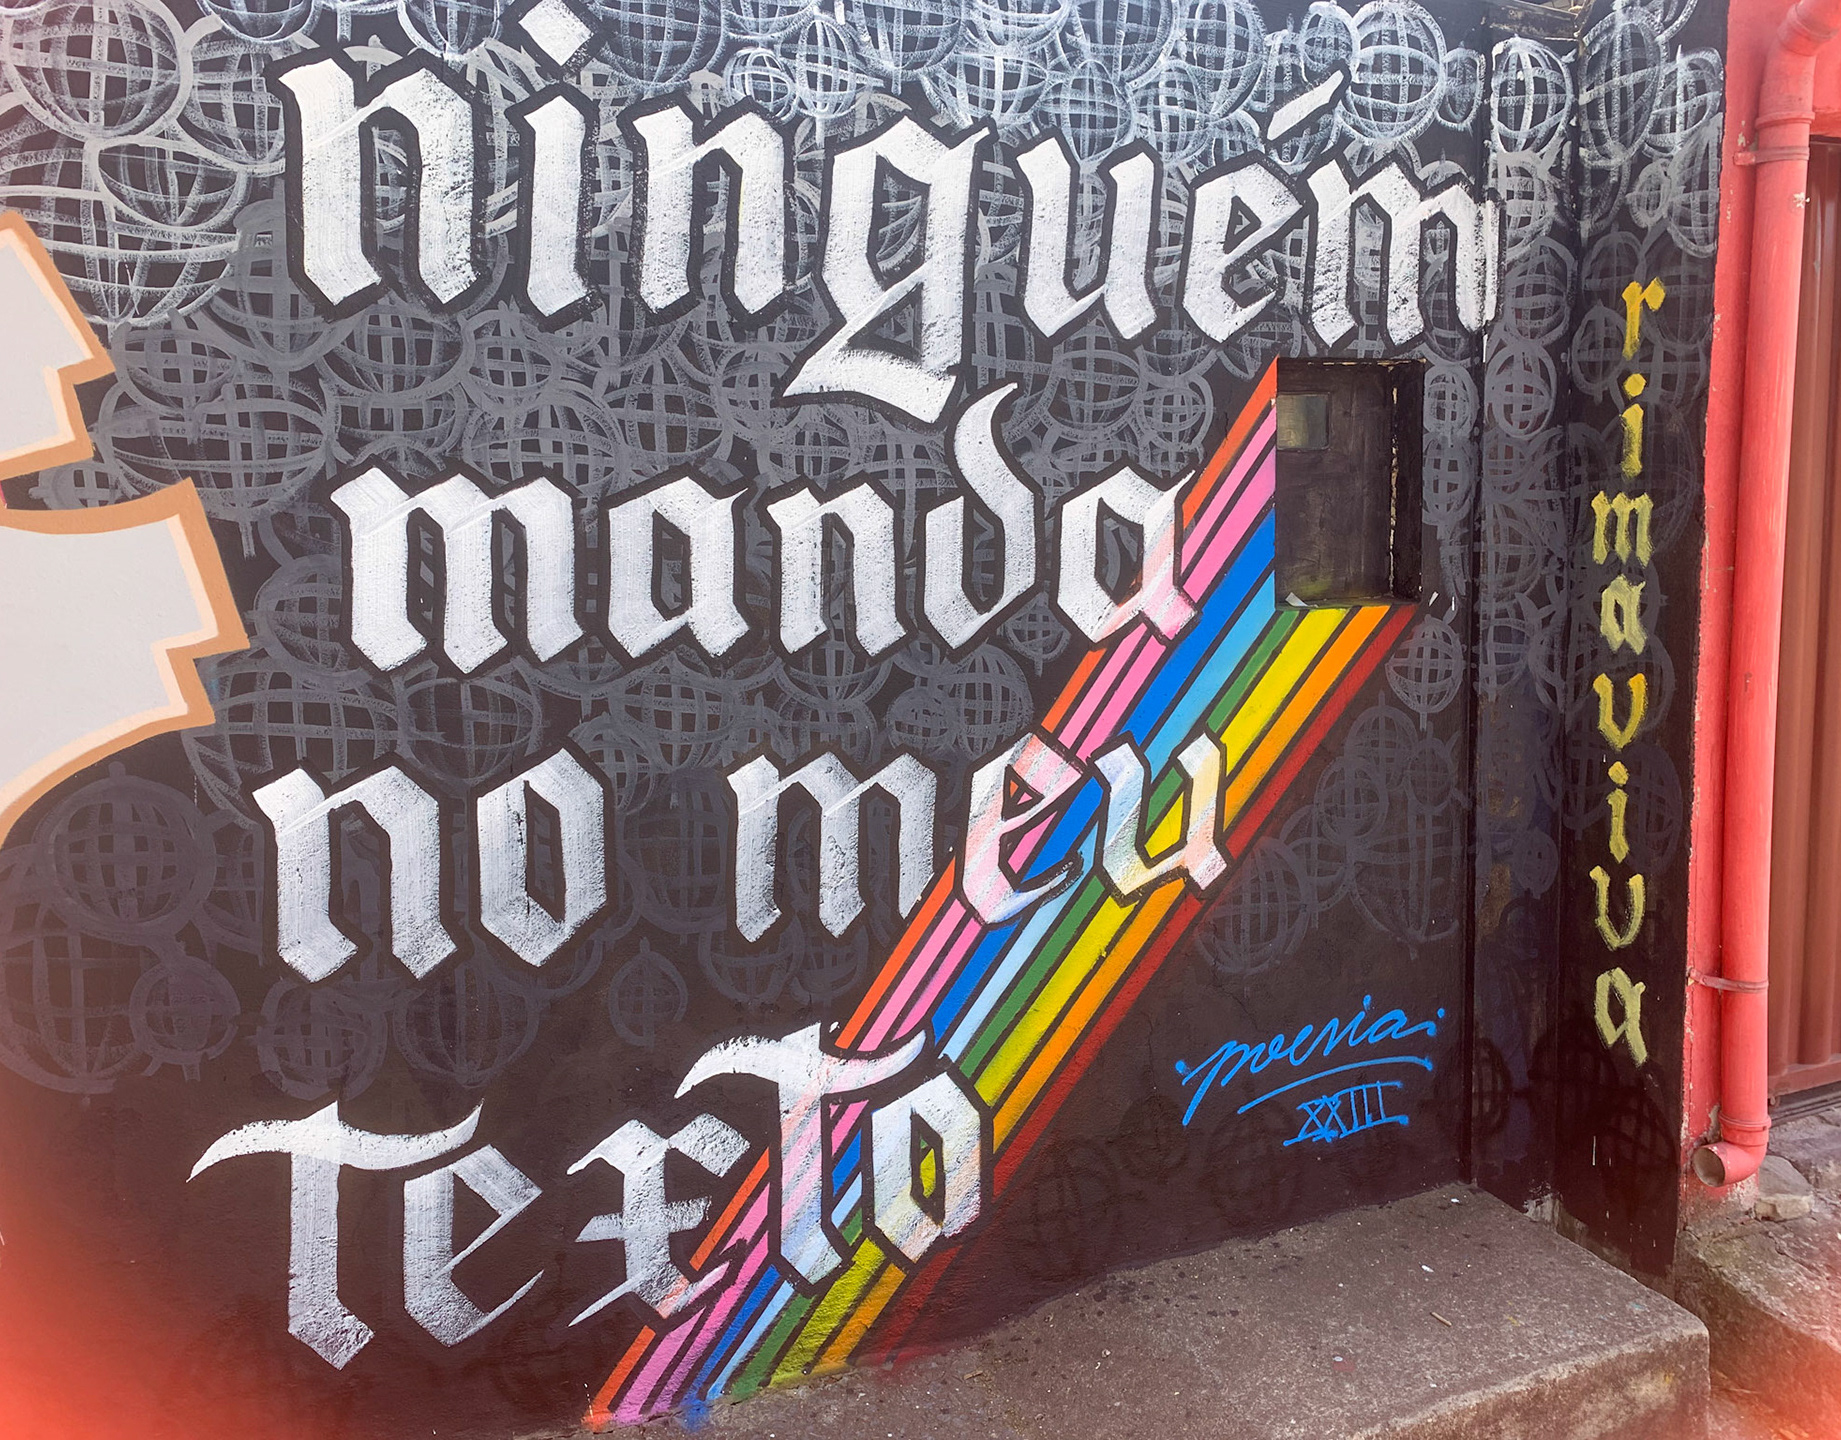 ninguém
manda
no meu
texto
poesia.
XXIII
rimaviva